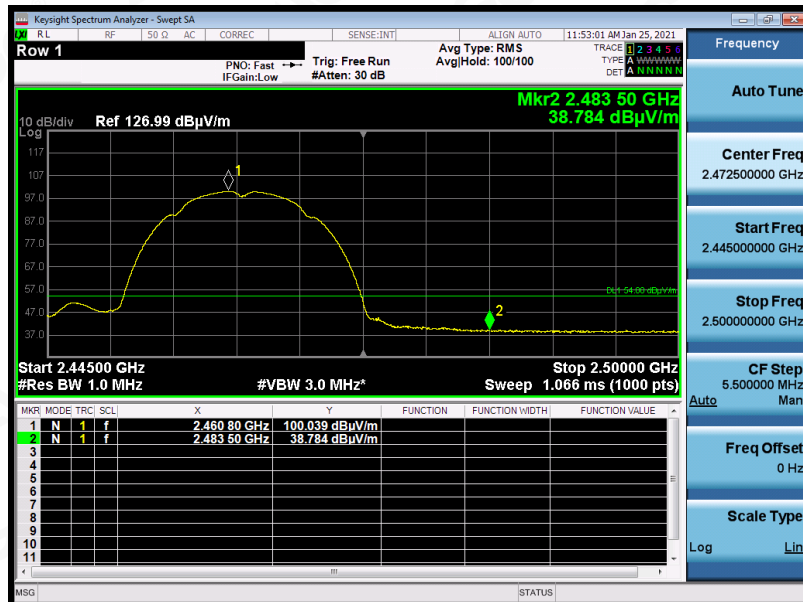 Keysight Spectrum Analyzer - Swept SA
LXI RL RF 50 Ω AC CORREC SENSE:INT ALIGN AUTO 11:53:01 AM Jan 25, 2021
Row 1
PNO: Fast
IFGain:Low
Trig: Free Run
#Atten: 30 dB
Avg Type: RMS
Avg|Hold: 100/100
TRACE 1 2 3 4 5 6
TYPE A WWWWW
DET A N N N N N
Mkr2 2.483 50 GHz
38.784 dBµV/m
10 dB/div Ref 126.99 dBµV/m
Log
117
107
97.0
87.0
77.0
67.0
57.0
47.0
37.0
1
2
DL1 54.00 dBµV/m
Start 2.44500 GHz Stop 2.50000 GHz
#Res BW 1.0 MHz #VBW 3.0 MHz* Sweep 1.066 ms (1000 pts)
MKR MODE TRC SCL X Y FUNCTION FUNCTION WIDTH FUNCTION VALUE
1 N 1 f 2.460 80 GHz 100.039 dBµV/m
2 N 1 f 2.483 50 GHz 38.784 dBµV/m
3
4
5
6
7
8
9
10
11
MSG STATUS
Frequency
Auto Tune
Center Freq
2.472500000 GHz
Start Freq
2.445000000 GHz
Stop Freq
2.500000000 GHz
CF Step
5.500000 MHz
Auto Man
Freq Offset
0 Hz
Scale Type
Log Lin